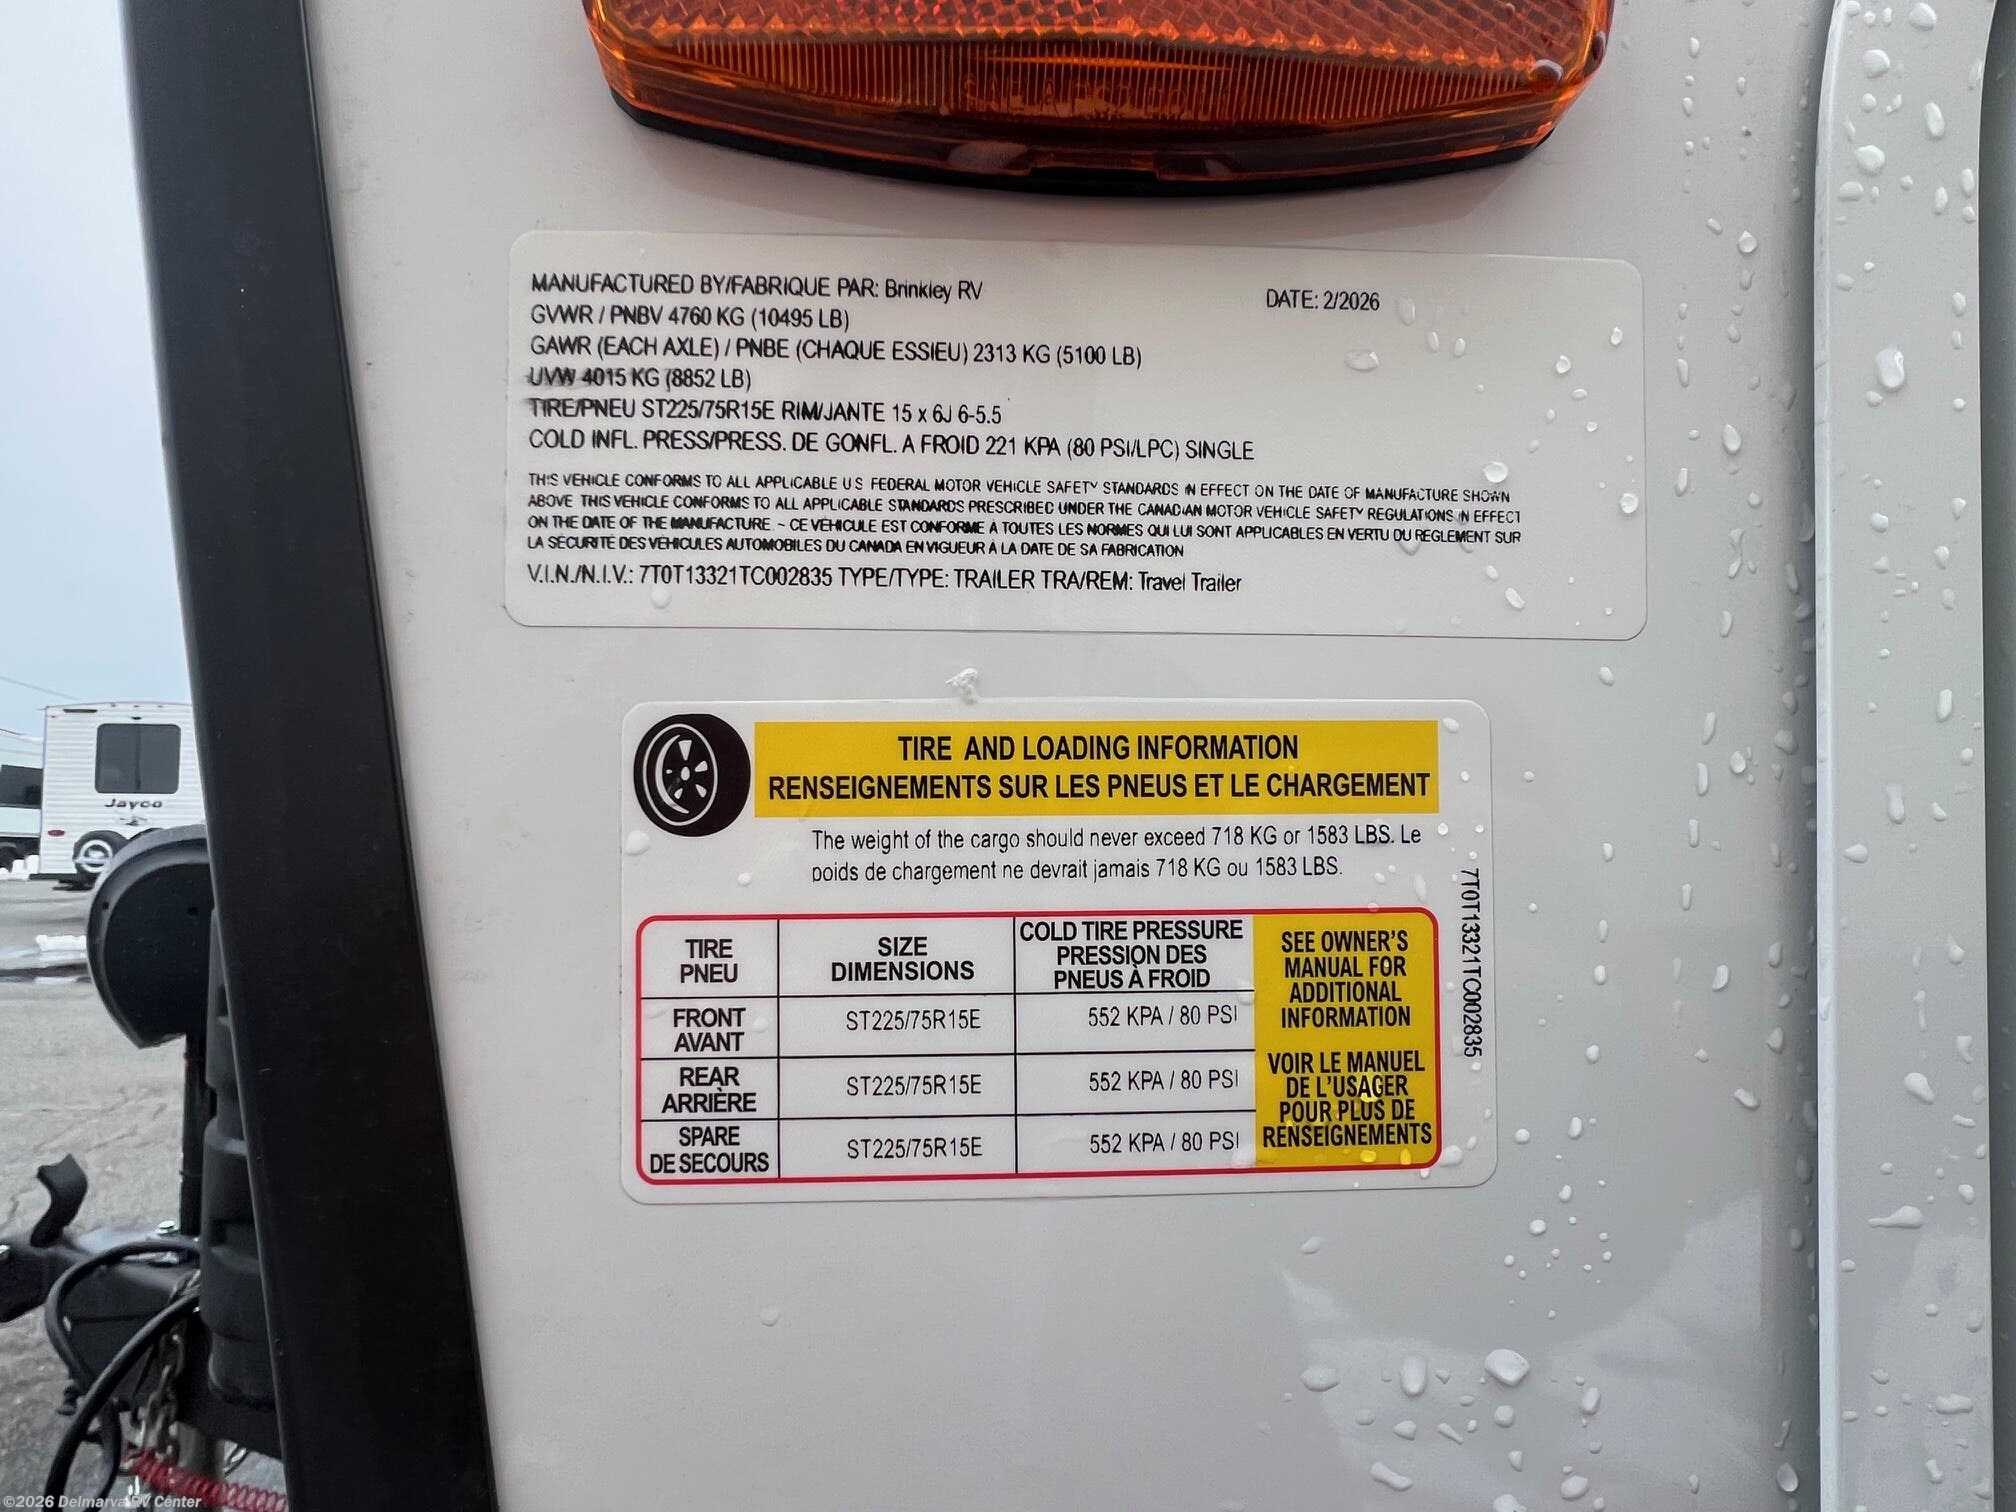 MANUFACTURED BY/FABRIQUE PAR: Brinkley RV
DATE: 2/2026
GVWR / PNBV 4760 KG (10495 LB)
GAWR (EACH AXLE) / PNBE (CHAQUE ESSIEU) 2313 KG (5100 LB)
UVW 4015 KG (8852 LB)
TIRE/PNEU ST225/75R15E RIM/JANTE 15 x 6J 6-5.5
COLD INFL. PRESS/PRESS. DE GONFL. A FROID 221 KPA (80 PSI/LPC) SINGLE
THIS VEHICLE CONFORMS TO ALL APPLICABLE U S FEDERAL MOTOR VEHICLE SAFETY STANDARDS IN EFFECT ON THE DATE OF MANUFACTURE SHOWN
ABOVE THIS VEHICLE CONFORMS TO ALL APPLICABLE STANDARDS PRESCRIBED UNDER THE CANADIAN MOTOR VEHICLE SAFETY REGULATIONS IN EFFECT
ON THE DATE OF THE MANUFACTURE. ~ CE VÉHICULE EST CONFORME À TOUTES LES NORMES QUI LUI SONT APPLICABLES EN VERTU DU RÈGLEMENT SUR
LA SÉCURITÉ DES VÉHICULES AUTOMOBILES DU CANADA EN VIGUEUR À LA DATE DE SA FABRICATION
V.I.N./N.I.V.: 7T0T13321TC002835 TYPE/TYPE: TRAILER TRA/REM: Travel Trailer
TIRE AND LOADING INFORMATION
RENSEIGNEMENTS SUR LES PNEUS ET LE CHARGEMENT
The weight of the cargo should never exceed 718 KG or 1583 LBS. Le
poids de chargement ne devrait jamais 718 KG ou 1583 LBS.
TIRE
PNEU
SIZE
DIMENSIONS
COLD TIRE PRESSURE
PRESSION DES
PNEUS À FROID
FRONT
AVANT
ST225/75R15E
552 KPA / 80 PSI
REAR
ARRIÈRE
ST225/75R15E
552 KPA / 80 PSI
SPARE
DE SECOURS
ST225/75R15E
552 KPA / 80 PSI
SEE OWNER'S
MANUAL FOR
ADDITIONAL
INFORMATION
VOIR LE MANUEL
DE L'USAGER
POUR PLUS DE
RENSEIGNEMENTS
7T0T13321TC002835
Jayco
©2026 Delmarva RV Center